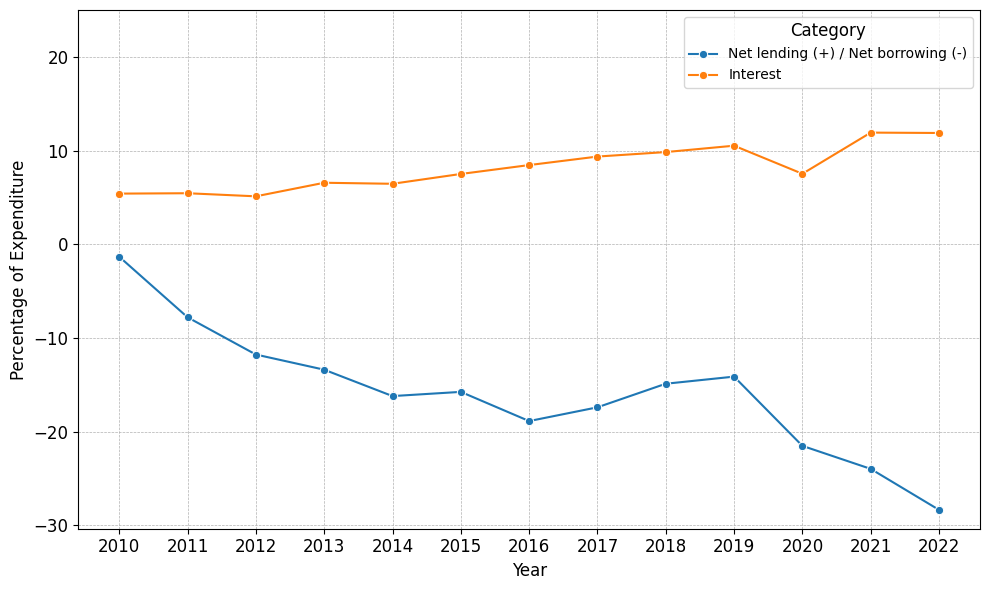 Category
Net lending (+) / Net borrowing (-)
Interest
Percentage of Expenditure
20
10
0
−10
−20
−30
2010 2011 2012 2013 2014 2015 2016 2017 2018 2019 2020 2021 2022
Year